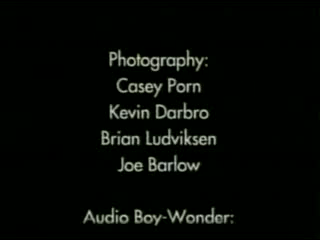 Photography:
Casey Porn
Kevin Darbro
Brian Ludviksen
Joe Barlow
Audio Boy-Wonder: